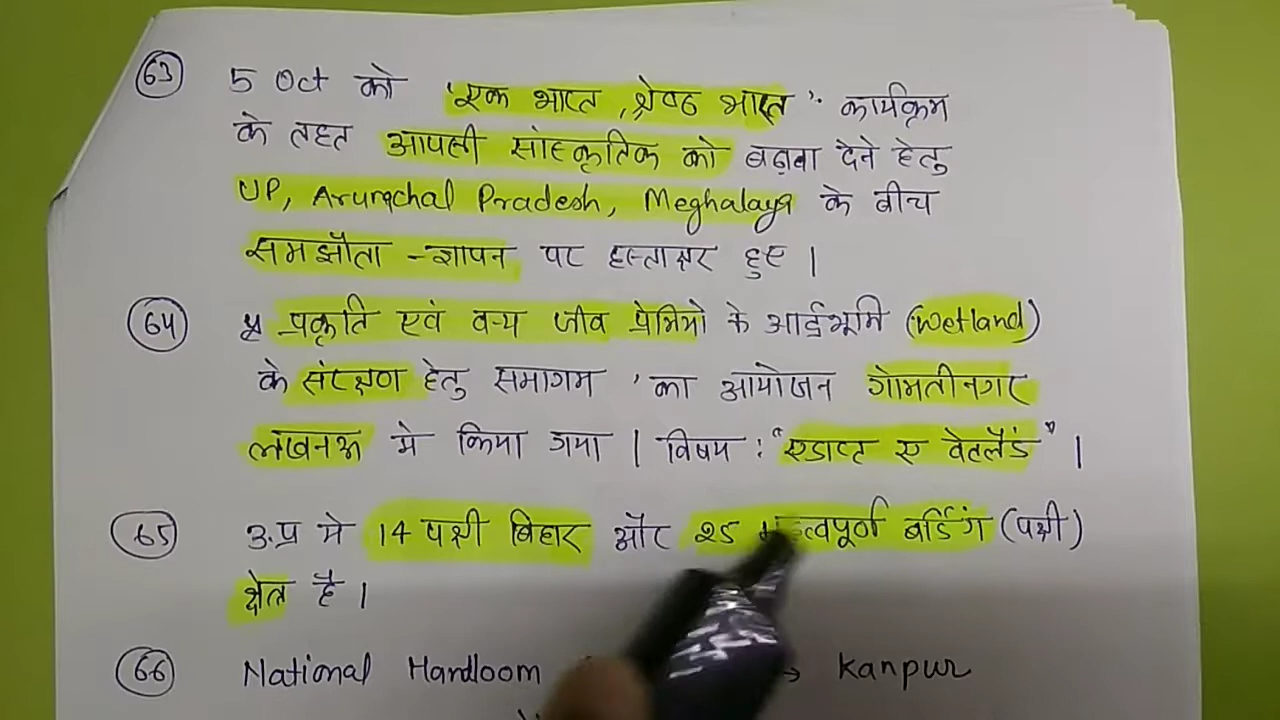 63 5 Oct को 'एक भारत, श्रेष्ठ भारत' कार्यक्रम
के तहत आपसी सांस्कृतिक को बढ़ावा देने हेतु
UP, Arunachal Pradesh, Meghalaya के बीच
समझौता - ज्ञापन पर हस्ताक्षर हुए |
64 प्रकृति एवं वन्य जीव प्रेमियो के आर्द्रभूमि (Wetland)
के संरक्षण हेतु समागम ' का आयोजन गोमतीनगर
लखनऊ मे किया गया | विषय : "एडाप्ट ए वेटलैंड" |
65 उ.प्र मे 14 पक्षी बिहार और 25 महत्वपूर्ण बर्डिंग (पक्षी)
क्षेत्र है |
66 National Handloom → Kanpur